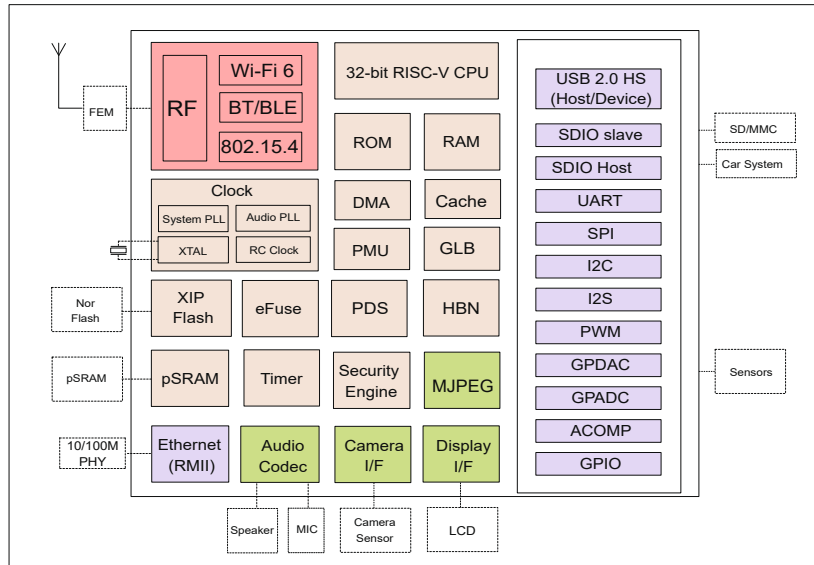 FEM
RF
Wi-Fi 6
BT/BLE
802.15.4
32-bit RISC-V CPU
ROM
RAM
Clock
System PLL
Audio PLL
XTAL
RC Clock
DMA
Cache
PMU
GLB
Nor
Flash
XIP
Flash
eFuse
PDS
HBN
pSRAM
pSRAM
Timer
Security
Engine
MJPEG
10/100M
PHY
Ethernet
(RMII)
Audio
Codec
Camera
I/F
Display
I/F
Speaker
MIC
Camera
Sensor
LCD
USB 2.0 HS
(Host/Device)
SDIO slave
SDIO Host
UART
SPI
I2C
I2S
PWM
GPDAC
GPADC
ACOMP
GPIO
SD/MMC
Car System
Sensors